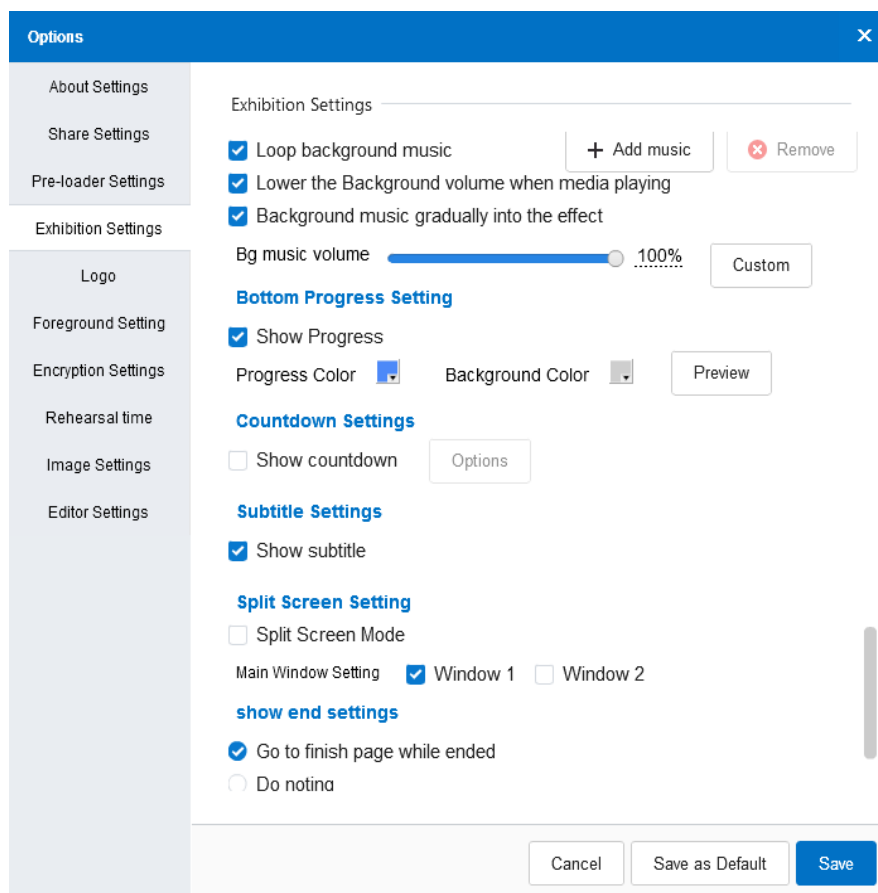 Options
About Settings
Share Settings
Pre-loader Settings
Exhibition Settings
Logo
Foreground Setting
Encryption Settings
Rehearsal time
Image Settings
Editor Settings
Exhibition Settings
Loop background music + Add music Remove
Lower the Background volume when media playing
Background music gradually into the effect
Bg music volume 100% Custom
Bottom Progress Setting
Show Progress
Progress Color Background Color Preview
Countdown Settings
Show countdown Options
Subtitle Settings
Show subtitle
Split Screen Setting
Split Screen Mode
Main Window Setting Window 1 Window 2
show end settings
Go to finish page while ended
Do noting
Cancel Save as Default Save